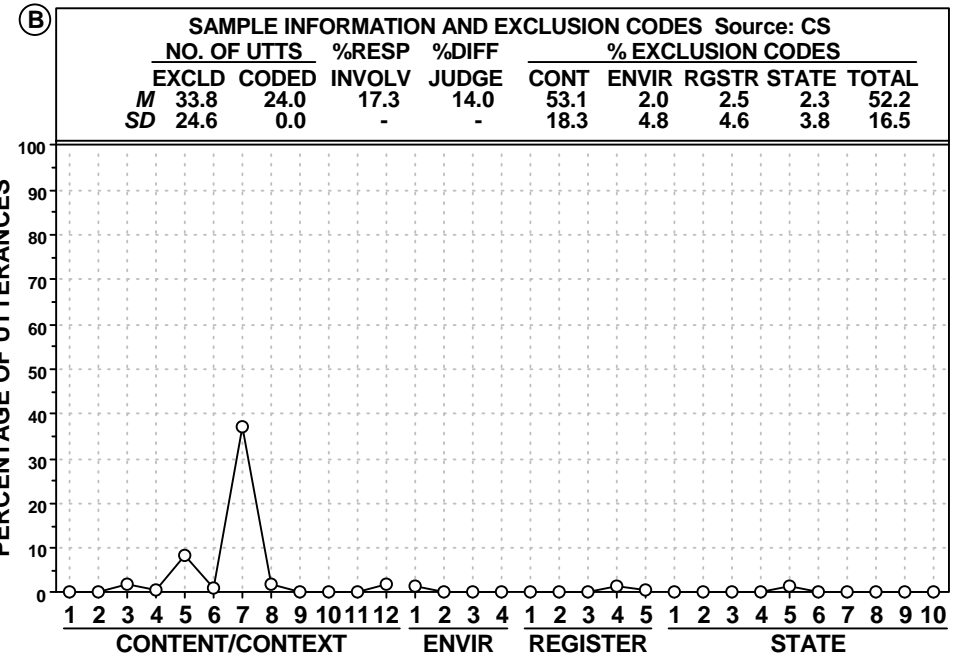 B
SAMPLE INFORMATION AND EXCLUSION CODES Source: CS
NO. OF UTTS %RESP %DIFF % EXCLUSION CODES
EXCLD CODED INVOLV JUDGE CONT ENVIR RGSTR STATE TOTAL
M 33.8 24.0 17.3 14.0 53.1 2.0 2.5 2.3 52.2
SD 24.6 0.0 - - 18.3 4.8 4.6 3.8 16.5
PERCENTAGE OF UTTERANCES
100
90
80
70
60
50
40
30
20
10
0
1 2 3 4 5 6 7 8 9 10 11 12 1 2 3 4 1 2 3 4 5 1 2 3 4 5 6 7 8 9 10
CONTENT/CONTEXT ENVIR REGISTER STATE